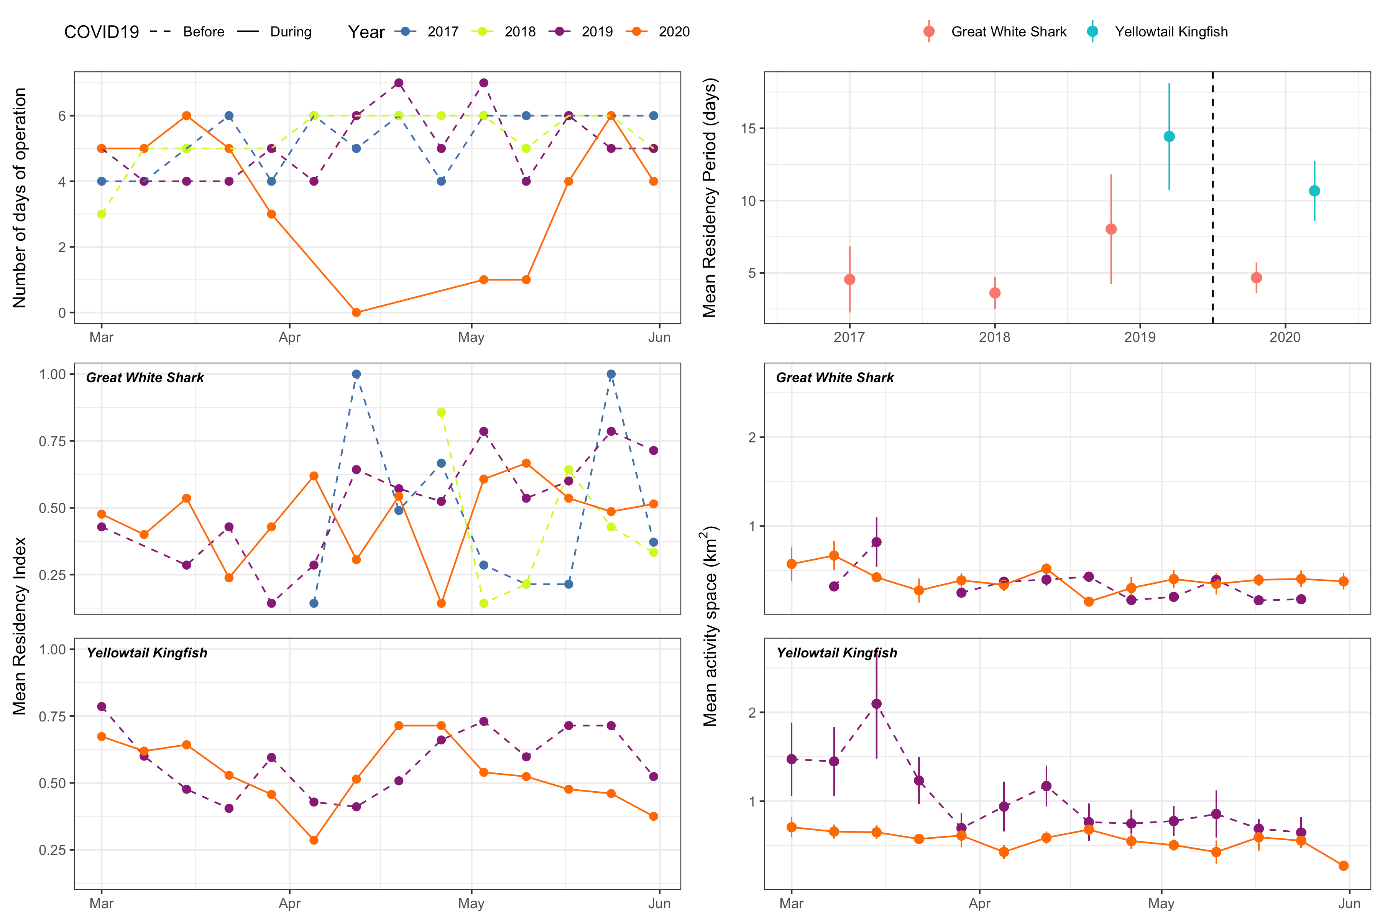 COVID19 Before During Year 2017 2018 2019 2020
Great White Shark Yellowtail Kingfish
Number of days of operation
6
4
2
0
Mar Apr May Jun
Mean Residency Period (days)
15
10
5
2017 2018 2019 2020
Mean Residency Index
Great White Shark
1.00
0.75
0.50
0.25
Yellowtail Kingfish
1.00
0.75
0.50
0.25
Mar Apr May Jun
Mean activity space (km²)
Great White Shark
2
1
Yellowtail Kingfish
2
1
Mar Apr May Jun